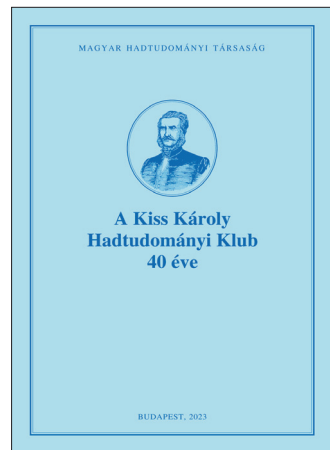 MAGYAR HADTUDOMÁNYI TÁRSASÁG
A Kiss Károly
Hadtudományi Klub
40 éve
BUDAPEST, 2023